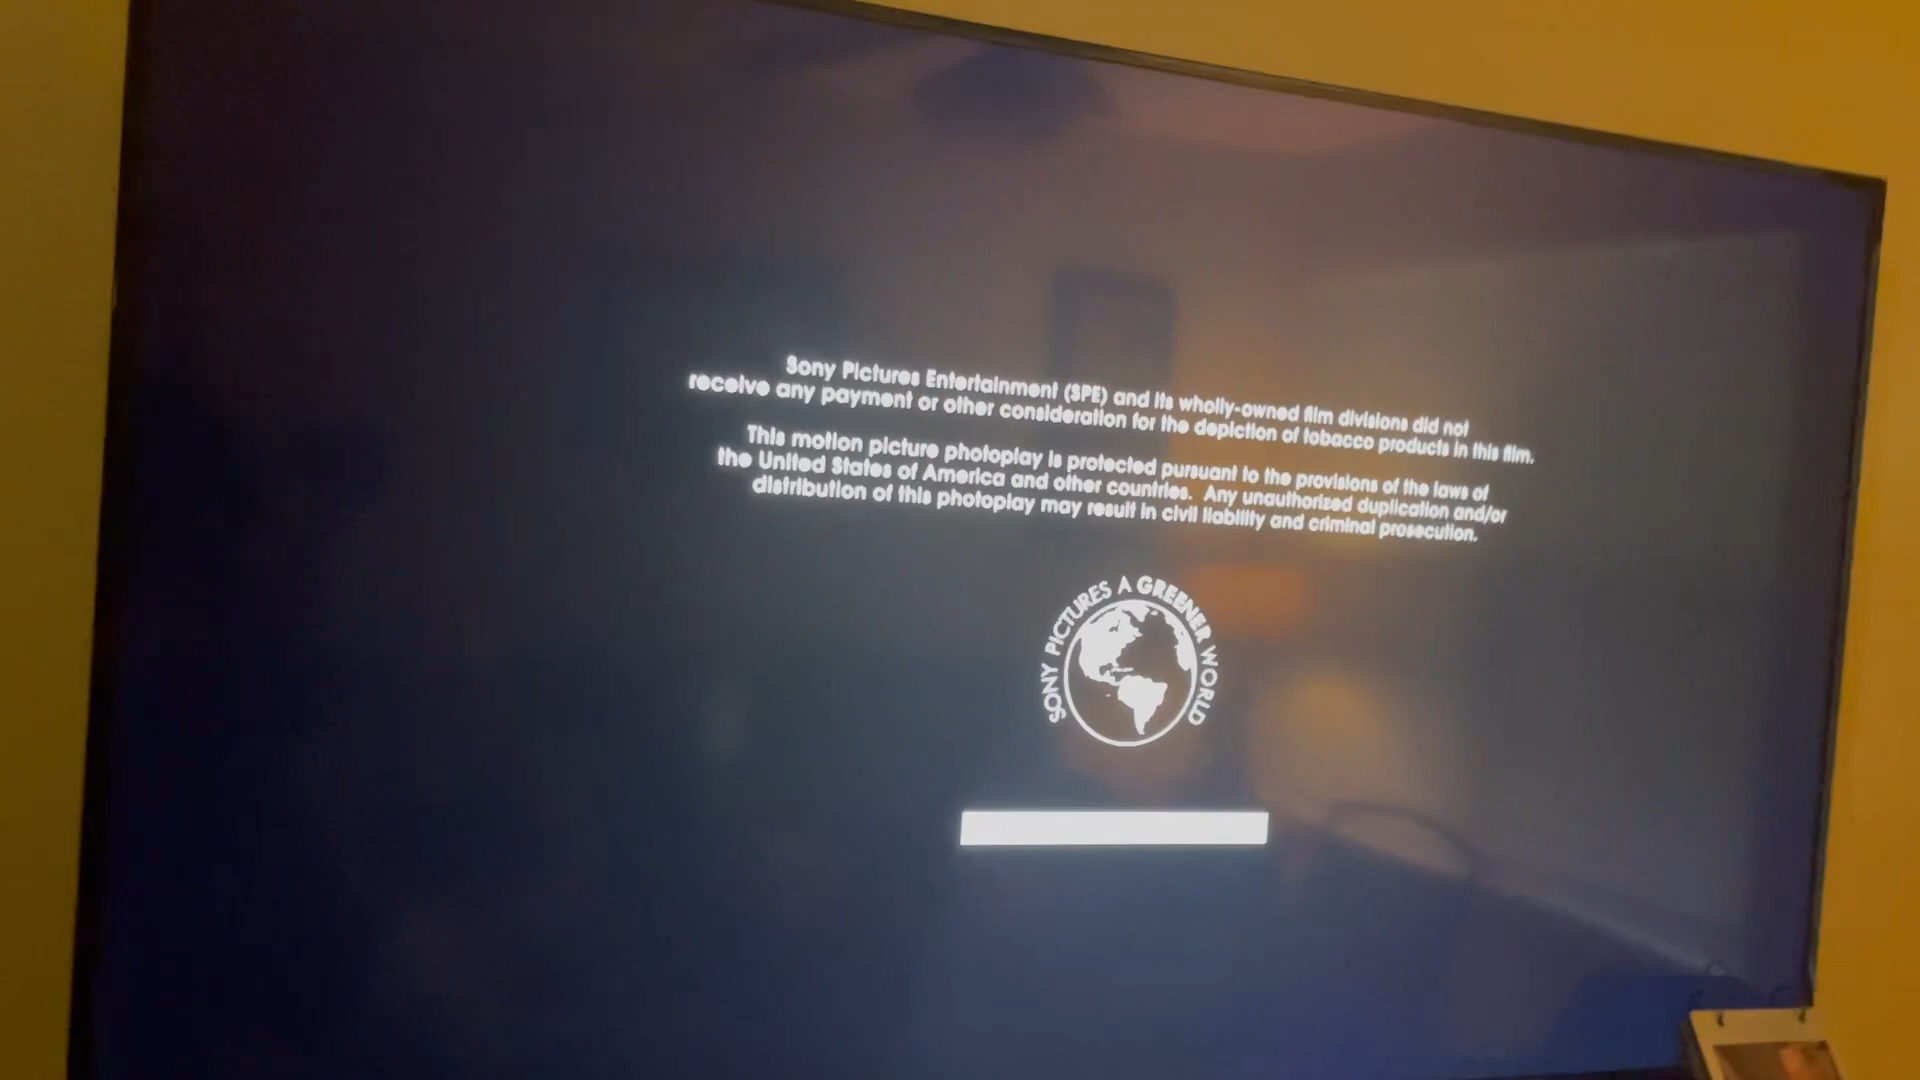 Sony Pictures Entertainment (SPE) and its wholly-owned film divisions did not
receive any payment or other consideration for the depiction of tobacco products in this film.
This motion picture photoplay is protected pursuant to the provisions of the laws of
the United States of America and other countries. Any unauthorized duplication and/or
distribution of this photoplay may result in civil liability and criminal prosecution.
SONY PICTURES A GREENER WORLD